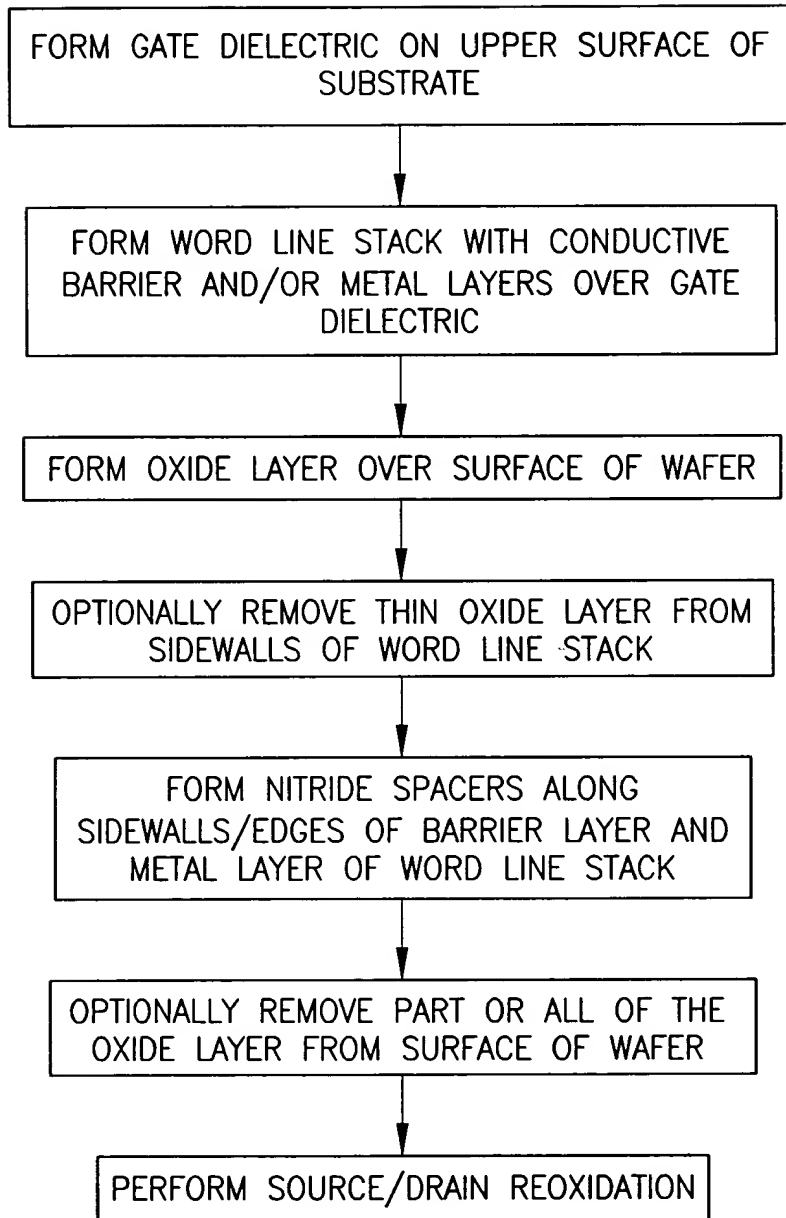 FORM GATE DIELECTRIC ON UPPER SURFACE OF
SUBSTRATE
FORM WORD LINE STACK WITH CONDUCTIVE
BARRIER AND/OR METAL LAYERS OVER GATE
DIELECTRIC
FORM OXIDE LAYER OVER SURFACE OF WAFER
OPTIONALLY REMOVE THIN OXIDE LAYER FROM
SIDEWALLS OF WORD LINE STACK
FORM NITRIDE SPACERS ALONG
SIDEWALLS/EDGES OF BARRIER LAYER AND
METAL LAYER OF WORD LINE STACK
OPTIONALLY REMOVE PART OR ALL OF THE
OXIDE LAYER FROM SURFACE OF WAFER
PERFORM SOURCE/DRAIN REOXIDATION